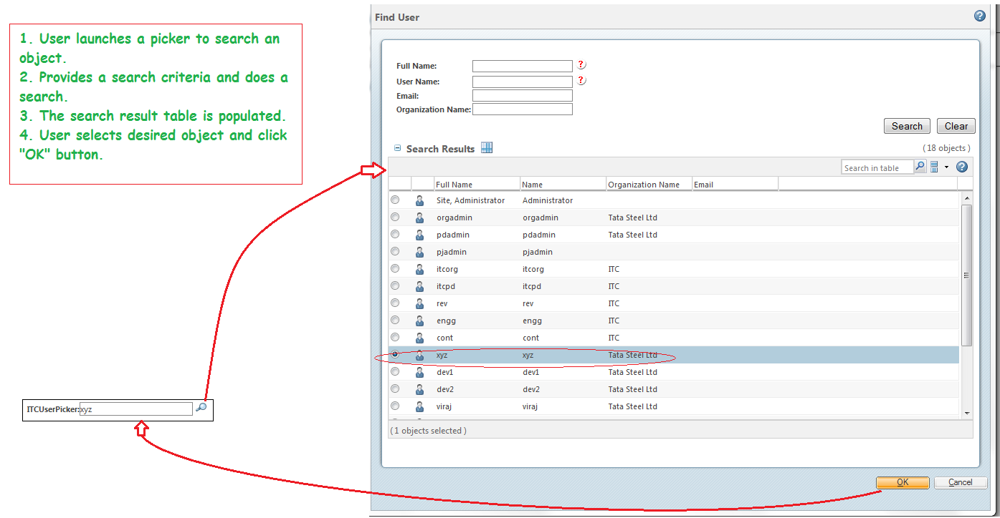 1. User launches a picker to search an
object.
2. Provides a search criteria and does a
search.
3. The search result table is populated.
4. User selects desired object and click
"OK" button.
ITCUserPicker: xyz
Find User
?
Full Name: ?
User Name: ?
Email:
Organization Name:
Search Clear
Search Results (18 objects )
Search in table ?
Full Name Name Organization Name Email
Site, Administrator Administrator
orgadmin orgadmin Tata Steel Ltd
pdadmin pdadmin Tata Steel Ltd
pjadmin pjadmin
itcorg itcorg ITC
itcpd itcpd ITC
rev rev ITC
engg engg ITC
cont cont ITC
xyz xyz Tata Steel Ltd
dev1 dev1 Tata Steel Ltd
dev2 dev2 Tata Steel Ltd
viraj viraj Tata Steel Ltd
(1 objects selected )
OK Cancel